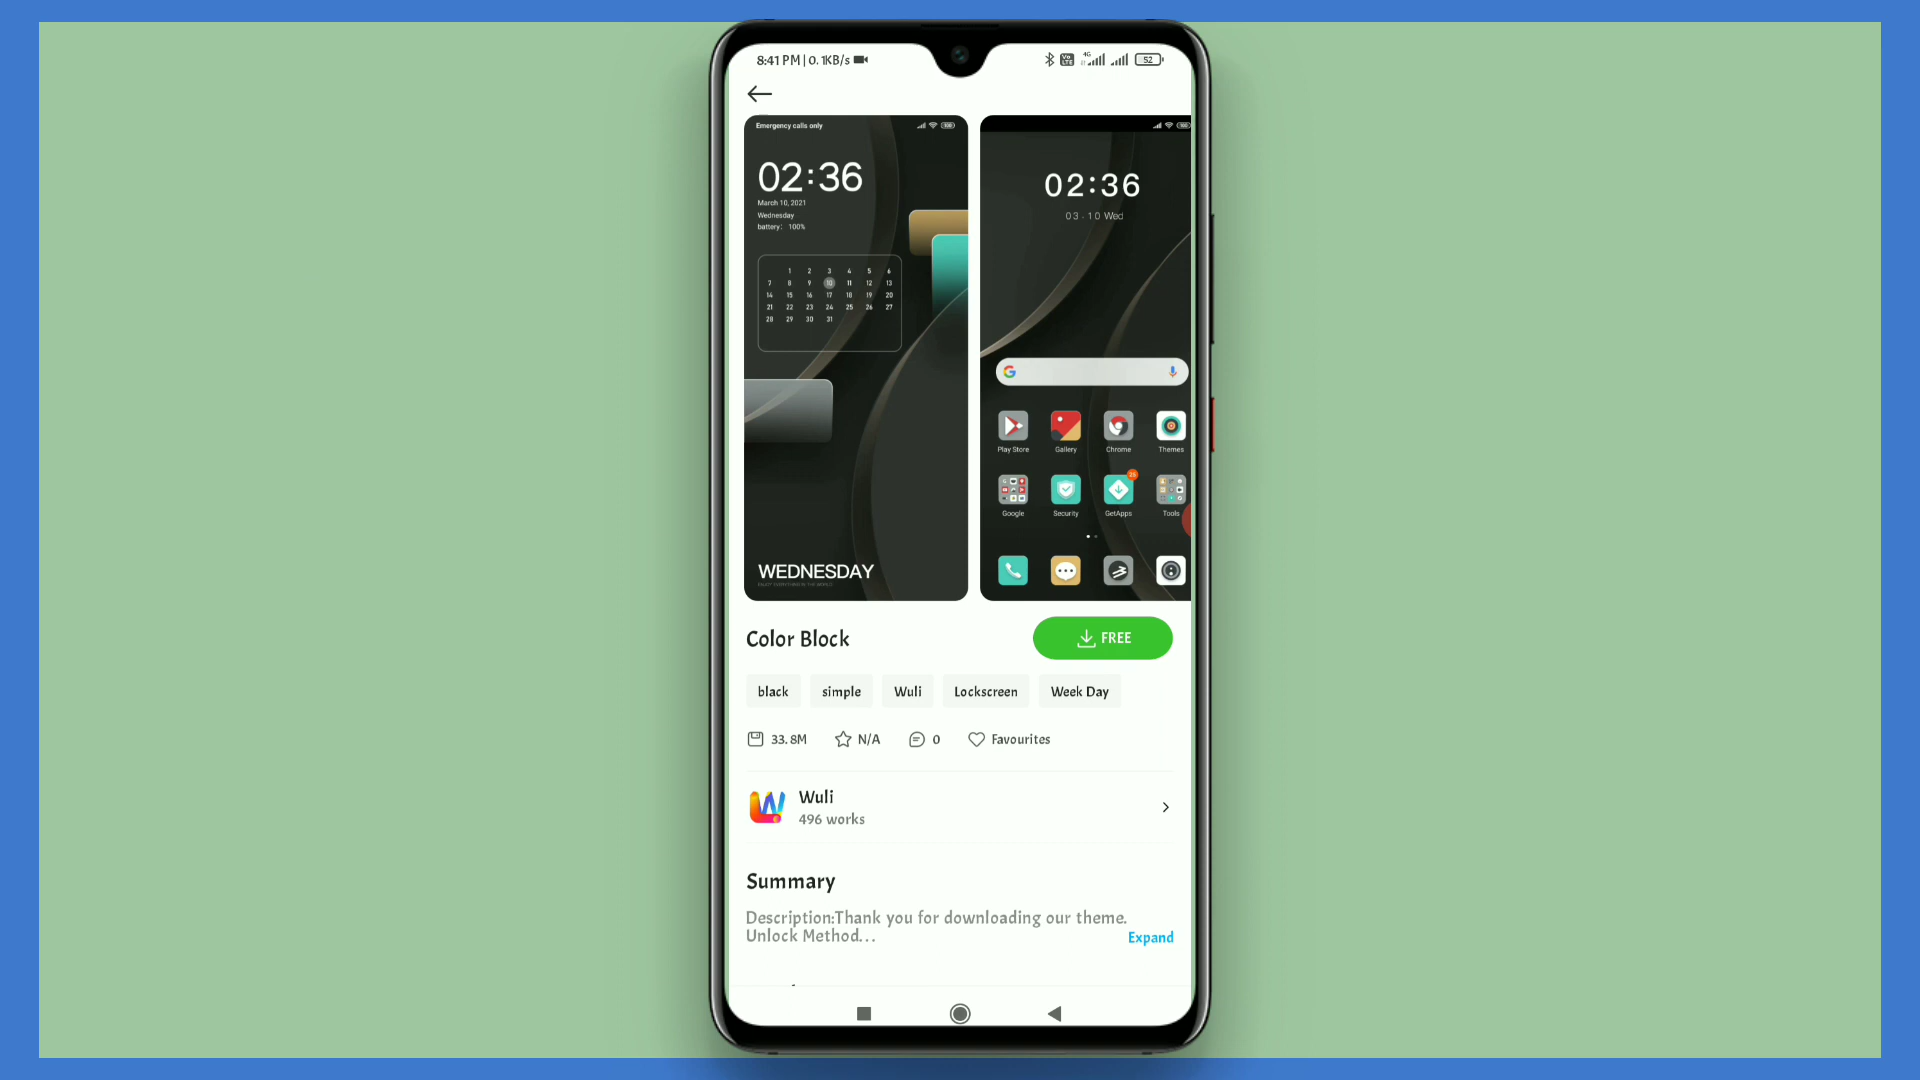 8:41 PM | 0.1KB/s
4G
52
Emergency calls only
100
02:36
March 10, 2021
Wednesday
battery: 100%
1 2 3 4 5 6
7 8 9 10 11 12 13
14 15 16 17 18 19 20
21 22 23 24 25 26 27
28 29 30 31
WEDNESDAY
100
02:36
03-10 Wed
Play Store Gallery Chrome Themes
Google Security GetApps Tools
Color Block
FREE
black simple Wuli Lockscreen Week Day
33.8M N/A 0 Favourites
Wuli
496 works
Summary
Description:Thank you for downloading our theme.
Unlock Method...
Expand